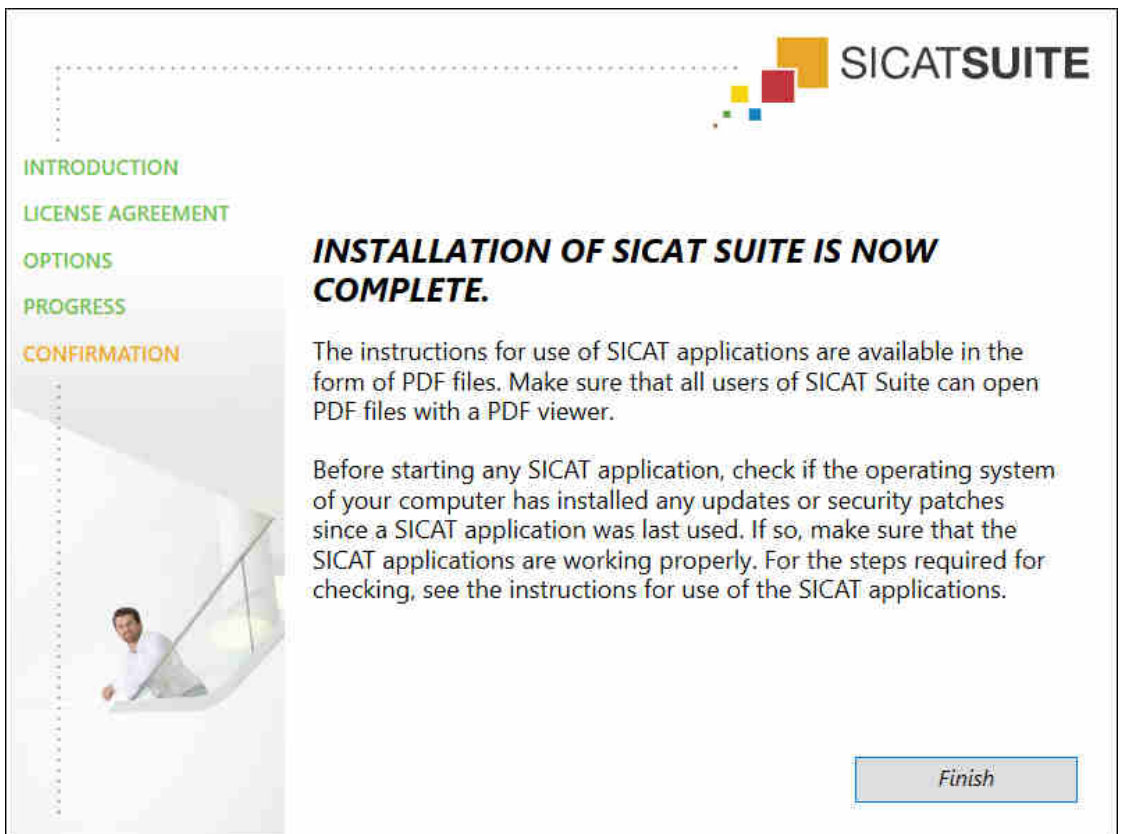 SICATSUITE
INTRODUCTION
LICENSE AGREEMENT
OPTIONS
PROGRESS
CONFIRMATION
INSTALLATION OF SICAT SUITE IS NOW
COMPLETE.
The instructions for use of SICAT applications are available in the
form of PDF files. Make sure that all users of SICAT Suite can open
PDF files with a PDF viewer.
Before starting any SICAT application, check if the operating system
of your computer has installed any updates or security patches
since a SICAT application was last used. If so, make sure that the
SICAT applications are working properly. For the steps required for
checking, see the instructions for use of the SICAT applications.
Finish